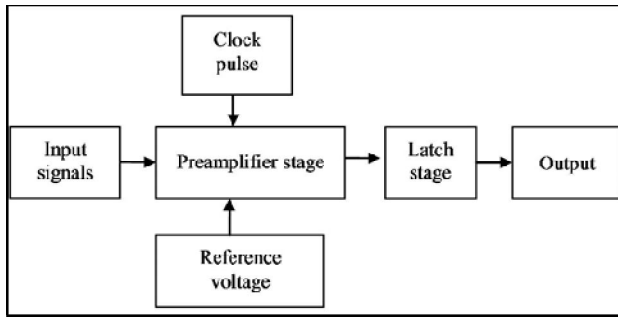 Clock
pulse
Input
signals
Preamplifier stage
Latch
stage
Output
Reference
voltage